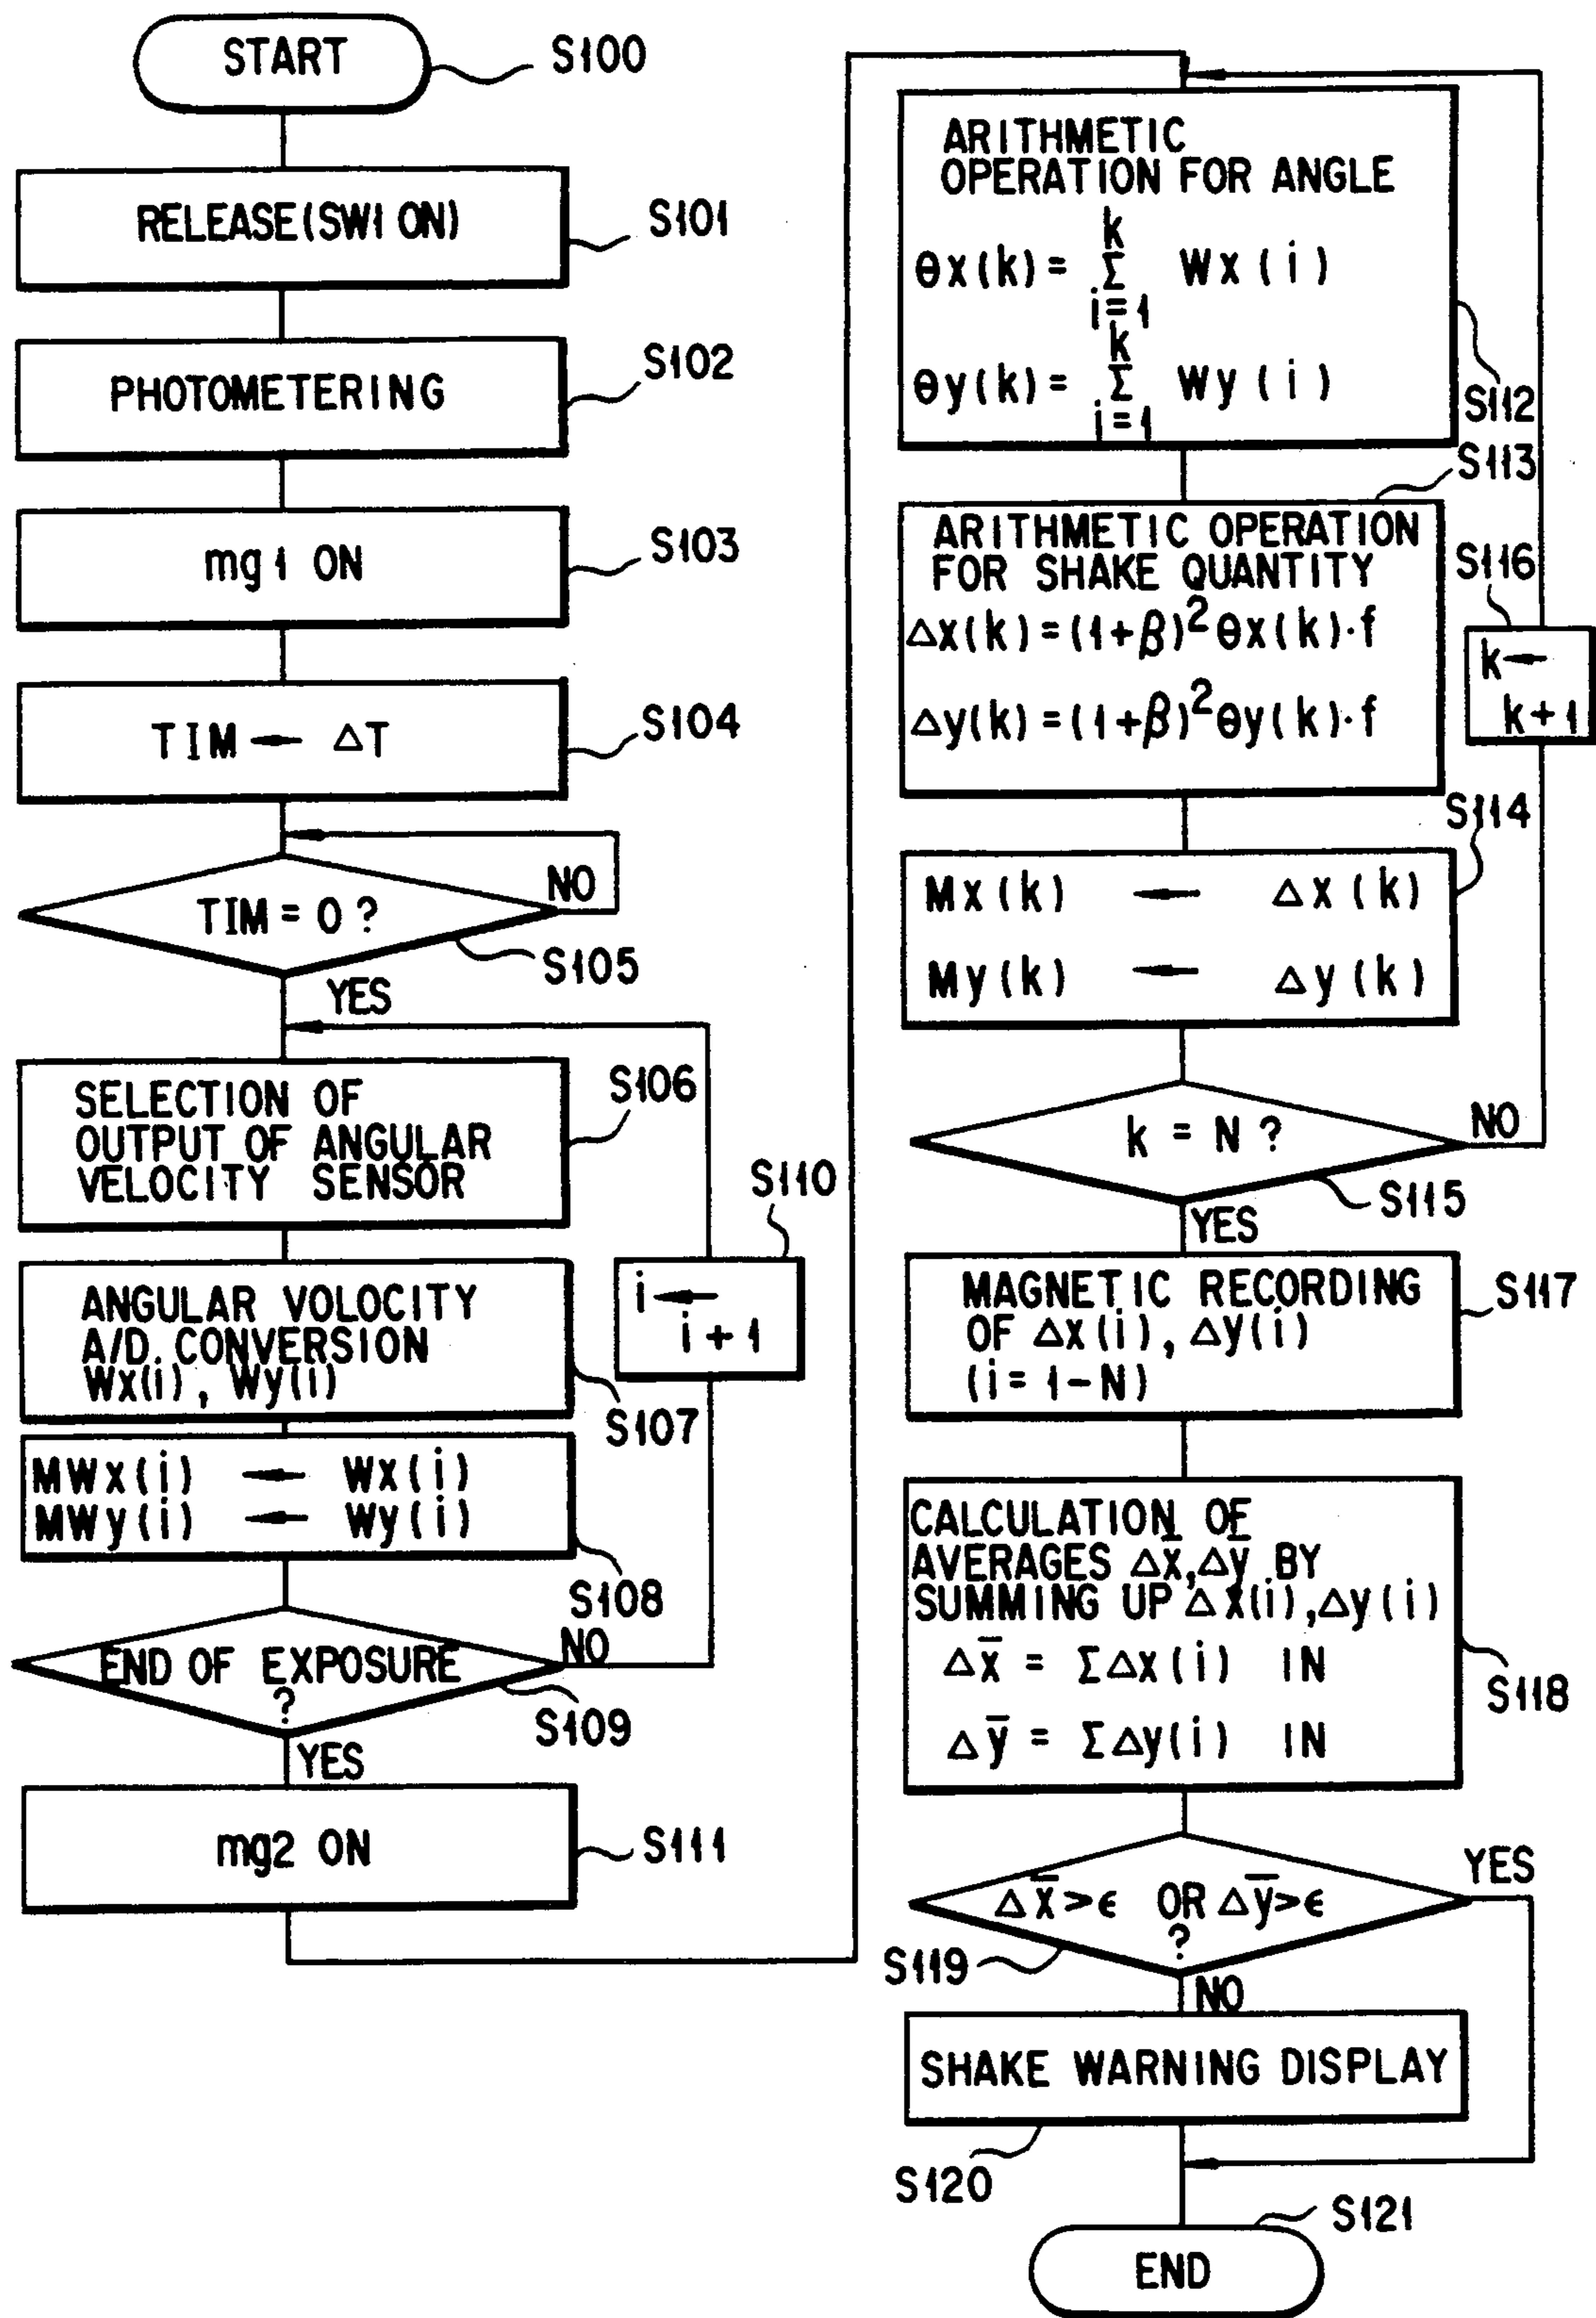 START
S100
RELEASE(SW1 ON)
S101
PHOTOMETERING
S102
mg1 ON
S103
TIM ← ΔT
S104
TIM = 0 ?
NO
S105
YES
SELECTION OF
OUTPUT OF ANGULAR
VELOCITY SENSOR
S106
ANGULAR VOLOCITY
A/D. CONVERSION
Wx(i), Wy(i)
S107
i ←
i + 1
S110
MWx(i) ← Wx(i)
MWy(i) ← Wy(i)
S108
END OF EXPOSURE
?
NO
S109
YES
mg2 ON
S111
ARITHMETIC
OPERATION FOR ANGLE
θx(k) = Σ Wx(i)
k
i=1
θy(k) = Σ Wy(i)
k
i=1
S112
S113
ARITHMETIC OPERATION
FOR SHAKE QUANTITY
Δx(k) = (1+β)² θx(k)·f
Δy(k) = (1+β)² θy(k)·f
S116
k ←
k+1
S114
Mx(k) ← Δx(k)
My(k) ← Δy(k)
k = N ?
NO
S115
YES
MAGNETIC RECORDING
OF Δx(i), Δy(i)
(i = 1-N)
S117
CALCULATION OF
AVERAGES Δx̄, Δȳ BY
SUMMING UP Δx(i), Δy(i)
Δx̄ = ΣΔx(i) IN
Δȳ = ΣΔy(i) IN
S118
Δx̄>ϵ OR Δȳ>ϵ
?
YES
S119
NO
SHAKE WARNING DISPLAY
S120
S121
END